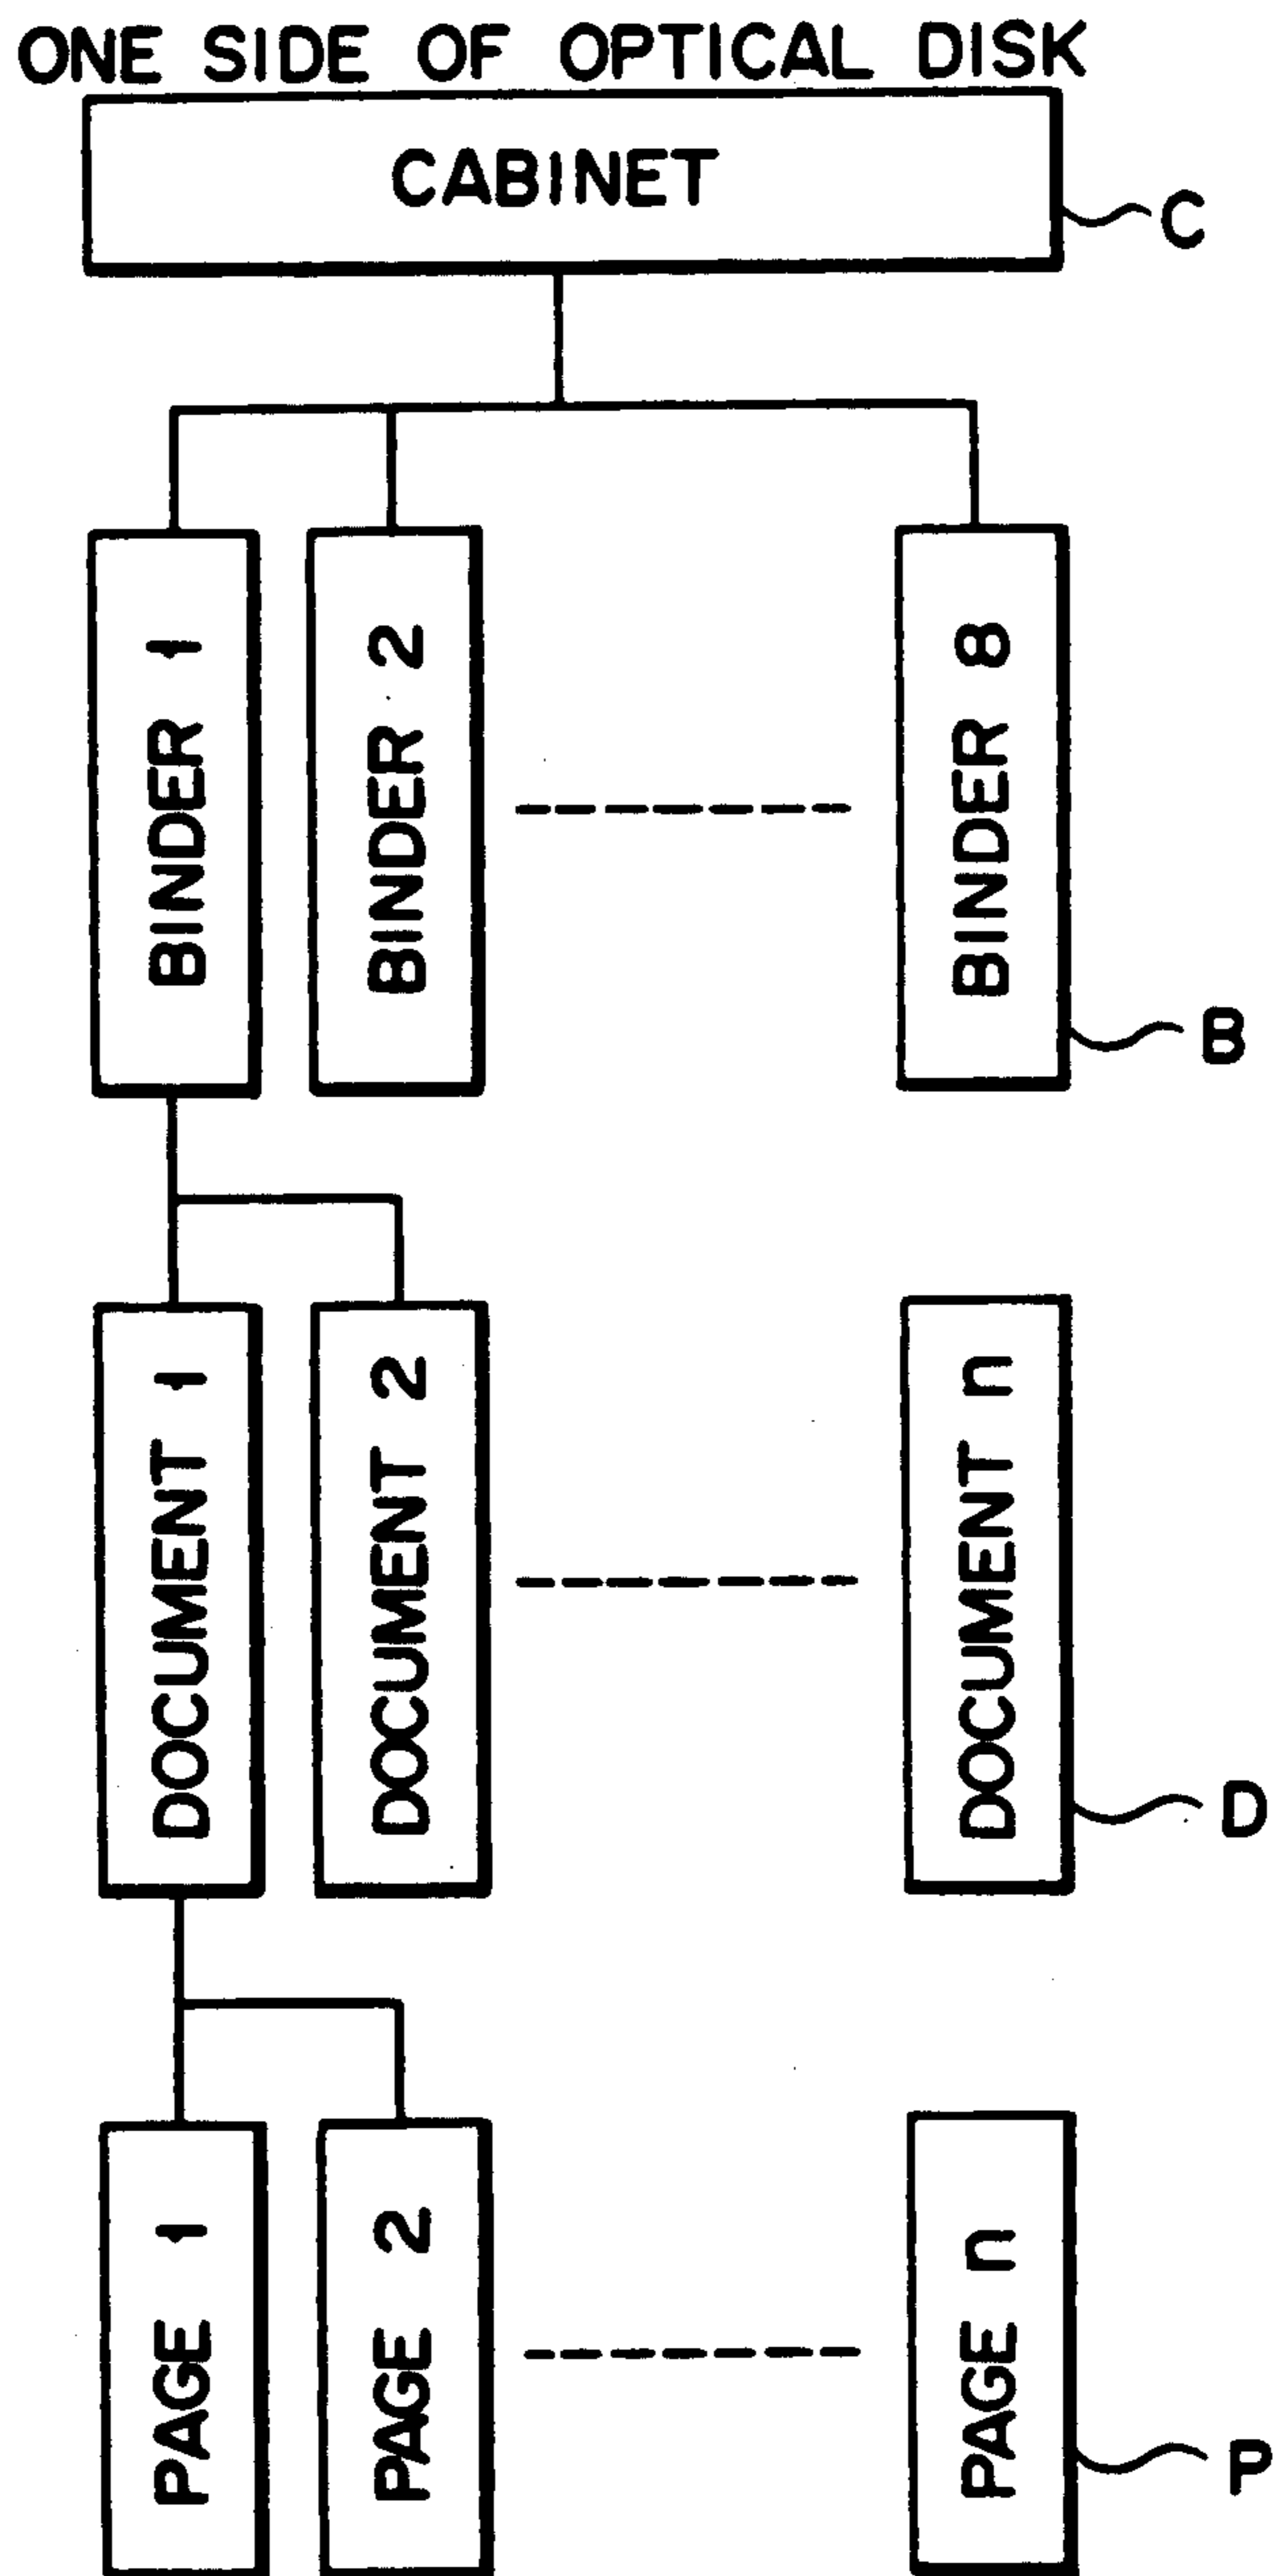 ONE SIDE OF OPTICAL DISK
CABINET
C
BINDER 1
BINDER 2
BINDER 8
B
DOCUMENT 1
DOCUMENT 2
DOCUMENT n
D
PAGE 1
PAGE 2
PAGE n
P